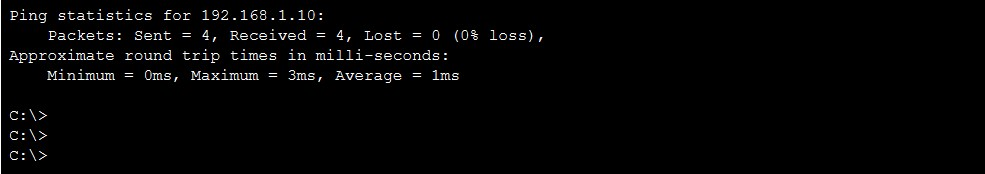 Ping statistics for 192.168.1.10:
    Packets: Sent = 4, Received = 4, Lost = 0 (0% loss),
Approximate round trip times in milli-seconds:
    Minimum = 0ms, Maximum = 3ms, Average = 1ms

C:\>
C:\>
C:\>